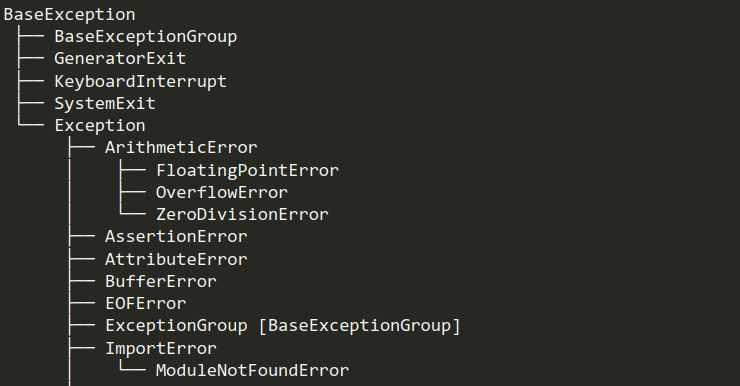 BaseException
├── BaseExceptionGroup
├── GeneratorExit
├── KeyboardInterrupt
├── SystemExit
└── Exception
├── ArithmeticError
│    ├── FloatingPointError
│    ├── OverflowError
│    └── ZeroDivisionError
├── AssertionError
├── AttributeError
├── BufferError
├── EOFError
├── ExceptionGroup [BaseExceptionGroup]
├── ImportError
│    └── ModuleNotFoundError